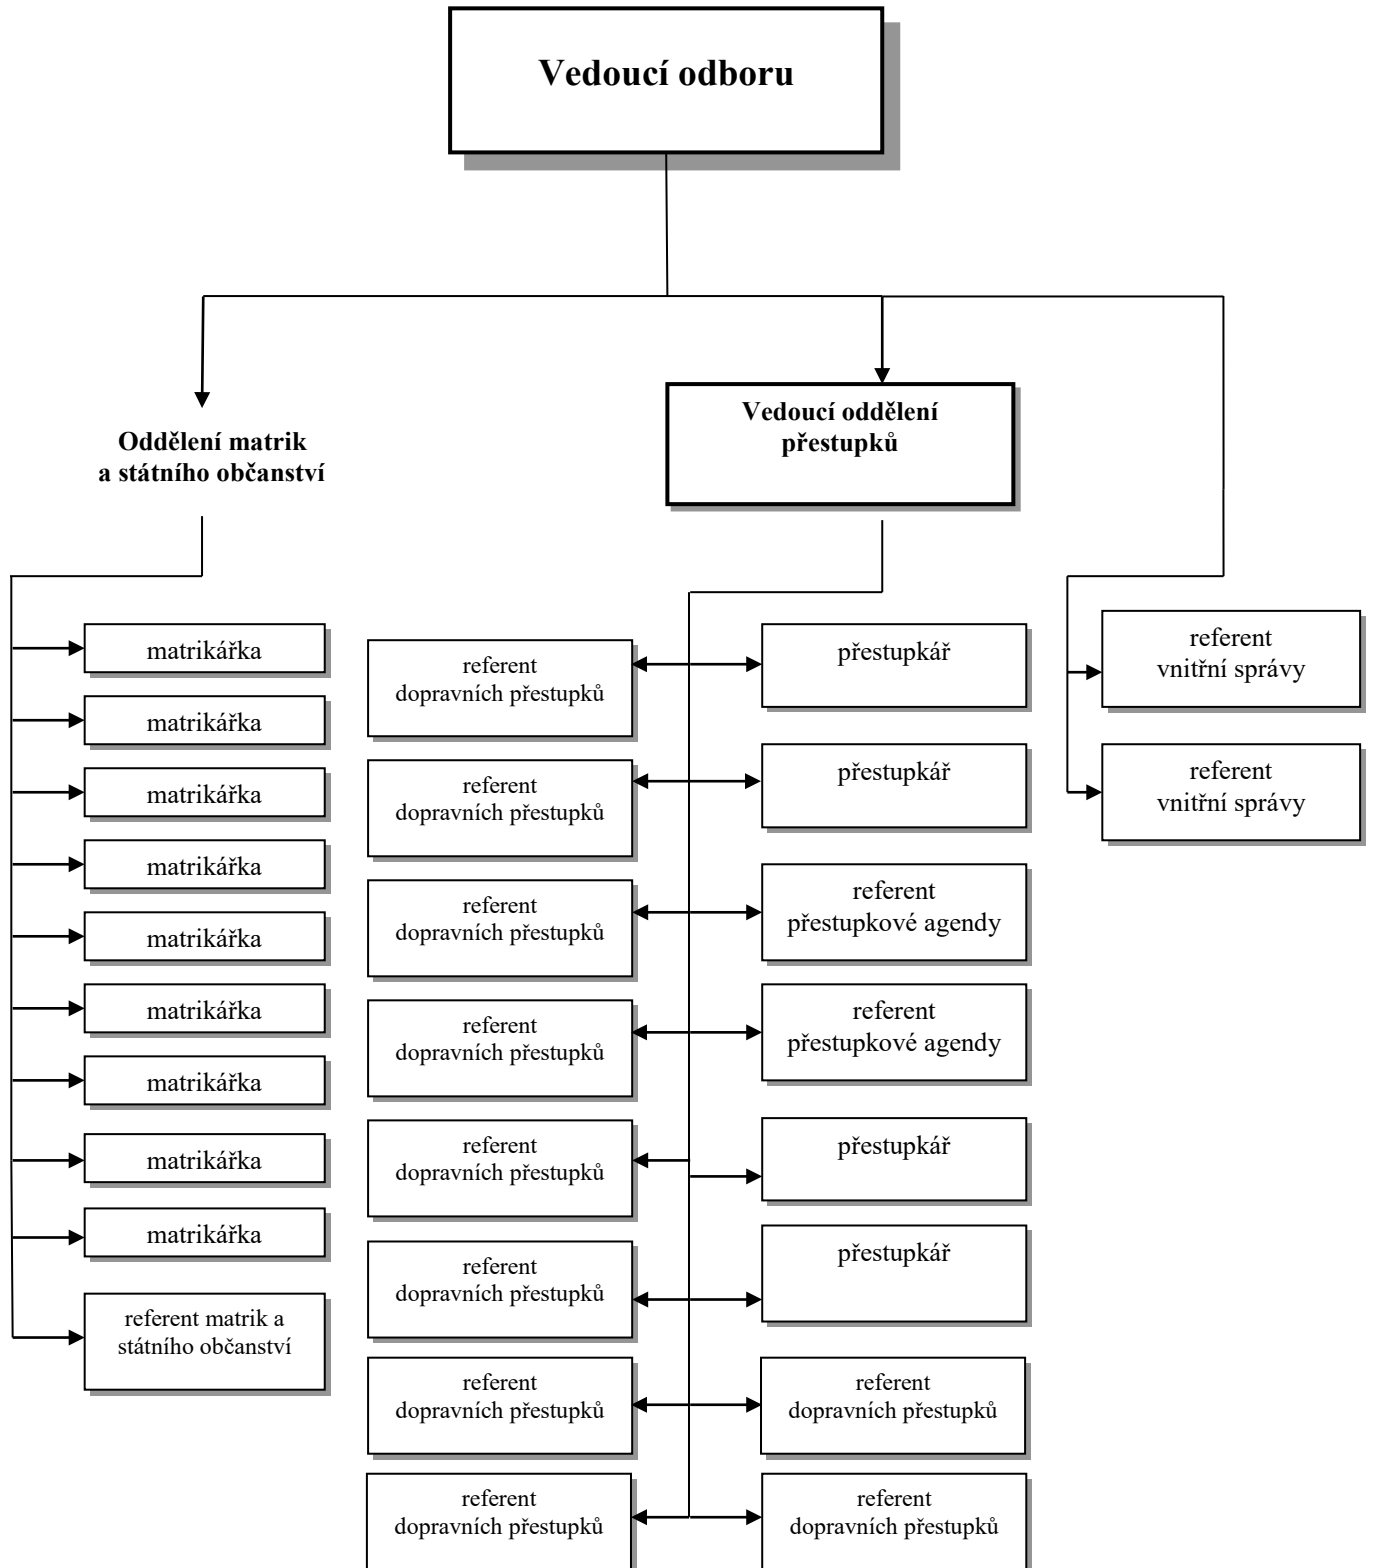 Vedoucí odboru
Oddělení matrik
a státního občanství
Vedoucí oddělení
přestupků
matrikářka
matrikářka
matrikářka
matrikářka
matrikářka
matrikářka
matrikářka
matrikářka
matrikářka
referent matrik a
státního občanství
referent
dopravních přestupků
referent
dopravních přestupků
referent
dopravních přestupků
referent
dopravních přestupků
referent
dopravních přestupků
referent
dopravních přestupků
referent
dopravních přestupků
referent
dopravních přestupků
přestupkář
přestupkář
referent
přestupkové agendy
referent
přestupkové agendy
přestupkář
přestupkář
referent
dopravních přestupků
referent
dopravních přestupků
referent
vnitřní správy
referent
vnitřní správy